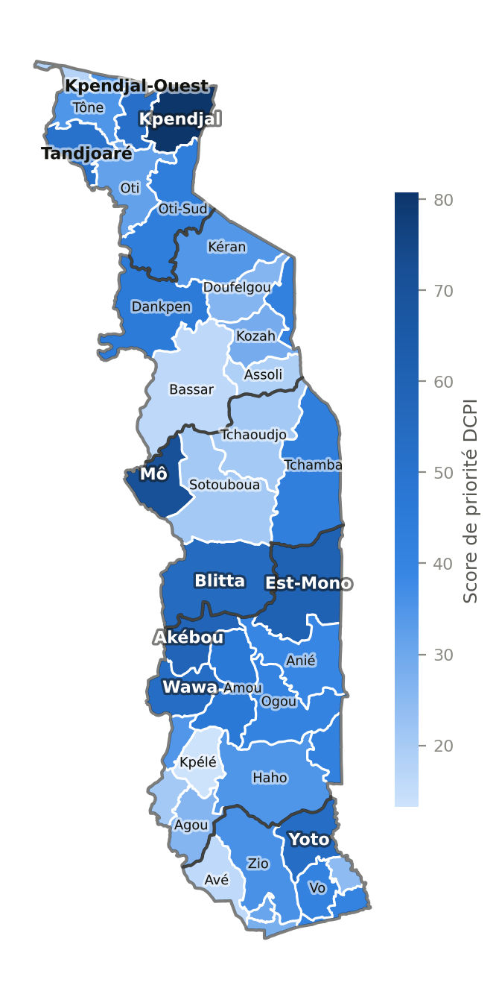 Kpendjal-Ouest
Tône
Kpendjal
Tandjoaré
Oti
Oti-Sud
Kéran
Doufelgou
Dankpen
Kozah
Assoli
Bassar
Tchaoudjo
Tchamba
Mô
Sotouboua
Blitta
Est-Mono
Akébou
Anié
Wawa
Amou
Ogou
Kpélé
Haho
Agou
Yoto
Zio
Avé
Vo
80
70
60
50
40
30
20
Score de priorité DCPI